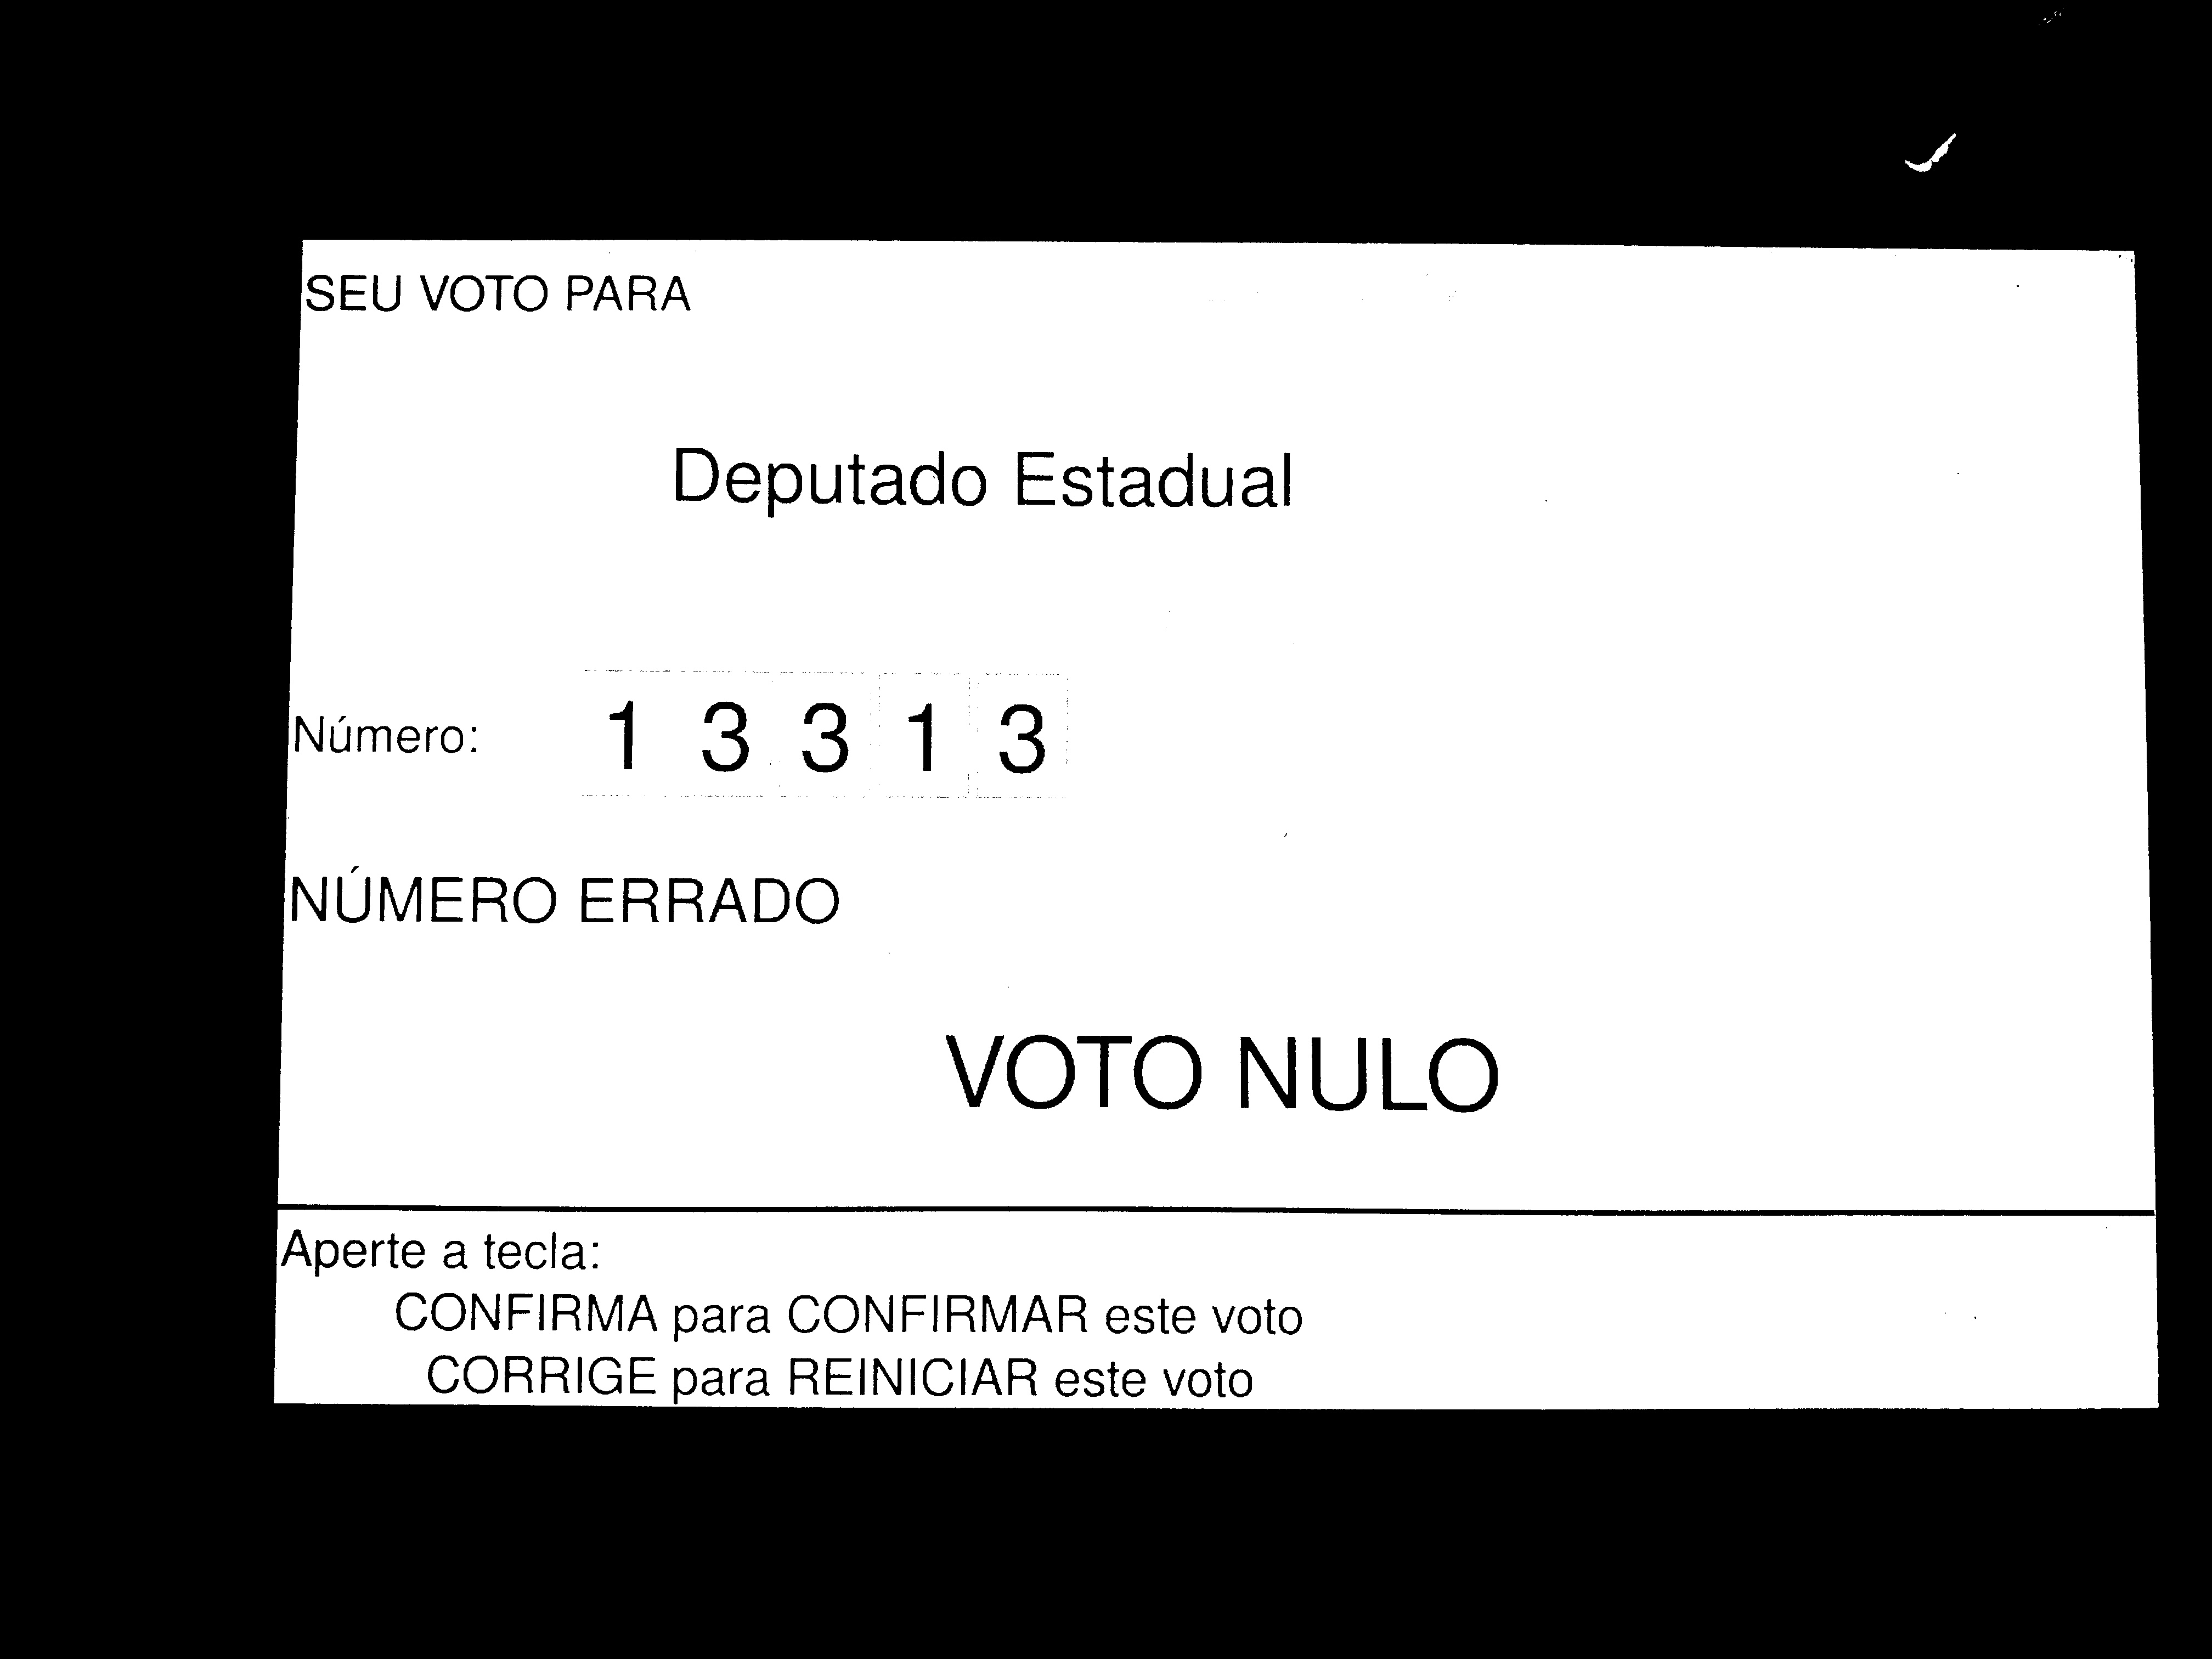 SEU VOTO PARA
Deputado Estadual
Número: 1 3 3 1 3
NÚMERO ERRADO
VOTO NULO
Aperte a tecla:
CONFIRMA para CONFIRMAR este voto
CORRIGE para REINICIAR este voto